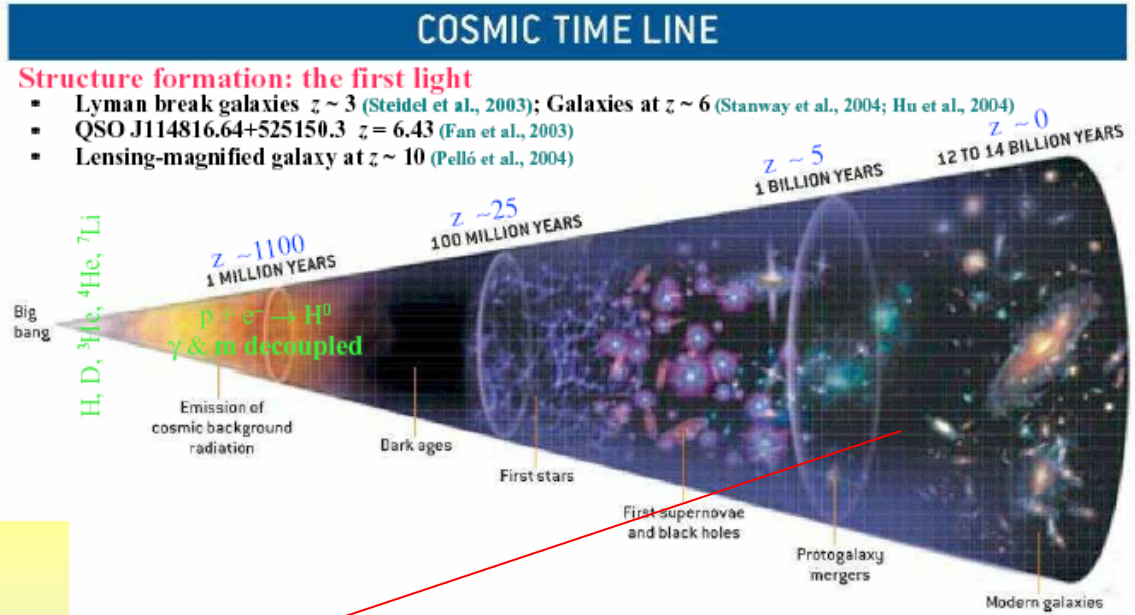 COSMIC TIME LINE
Structure formation: the first light
▪ Lyman break galaxies z ~ 3 (Steidel et al., 2003); Galaxies at z ~ 6 (Stanway et al., 2004; Hu et al., 2004)
▪ QSO J114816.64+525150.3 z = 6.43 (Fan et al., 2003)
▪ Lensing-magnified galaxy at z ~ 10 (Pelló et al., 2004)
z ~0
12 TO 14 BILLION YEARS
z ~ 5
1 BILLION YEARS
z ~25
100 MILLION YEARS
z ~1100
1 MILLION YEARS
H, D, ³He, ⁴He, ⁷Li
Big
bang
p + e⁻ → H⁰
γ & m decoupled
Emission of
cosmic background
radiation
Dark ages
First stars
First supernovae
and black holes
Protogalaxy
mergers
Modern galaxies